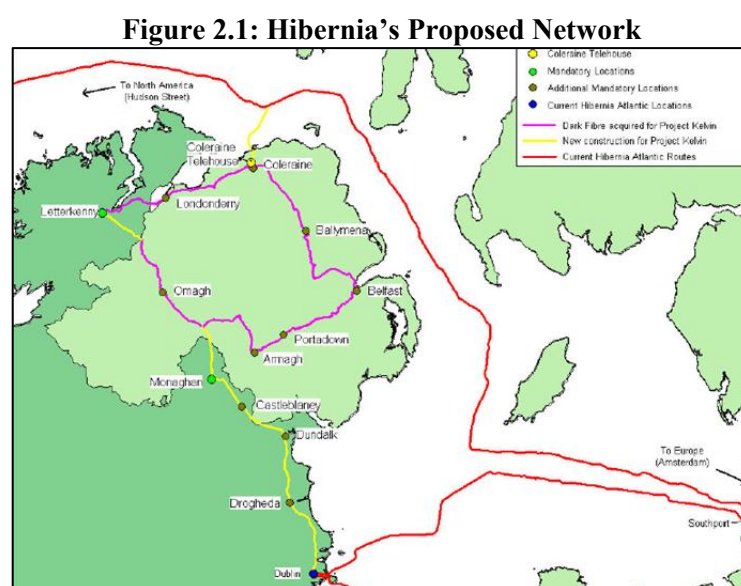 Figure 2.1: Hibernia's Proposed Network
Coleraine Telehouse
Mandatory Locations
Additional Mandatory Locations
Current Hibernia Atlantic Locations
Dark Fibre acquired for Project Kelvin
New construction for Project Kelvin
Current Hibernia Atlantic Routes
To North America
(Hudson Street)
Coleraine
Telehouse
Coleraine
Londonderry
Letterkenny
Ballymena
Omagh
Belfast
Portadown
Armagh
Monaghan
Castleblaney
Dundalk
To Europe
(Amsterdam)
Drogheda
Southport
Dublin